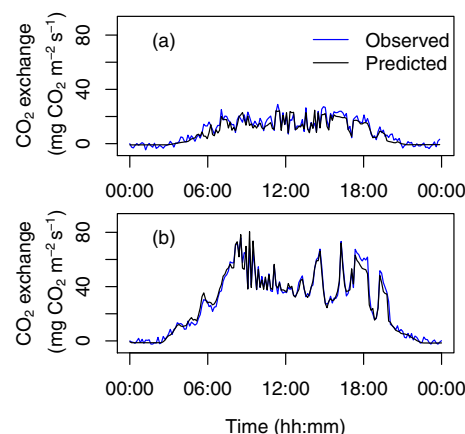 CO2 exchange
(mg CO2 m−2 s−1)
80
40
0
(a)
Observed
Predicted
00:00 06:00 12:00 18:00 00:00
CO2 exchange
(mg CO2 m−2 s−1)
80
40
0
(b)
00:00 06:00 12:00 18:00 00:00
Time (hh:mm)